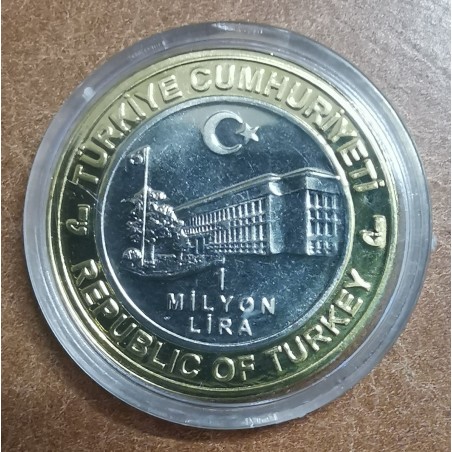 TÜRKİYE CUMHURİYETİ
1
MİLYON
LİRA
REPUBLIC OF TURKEY